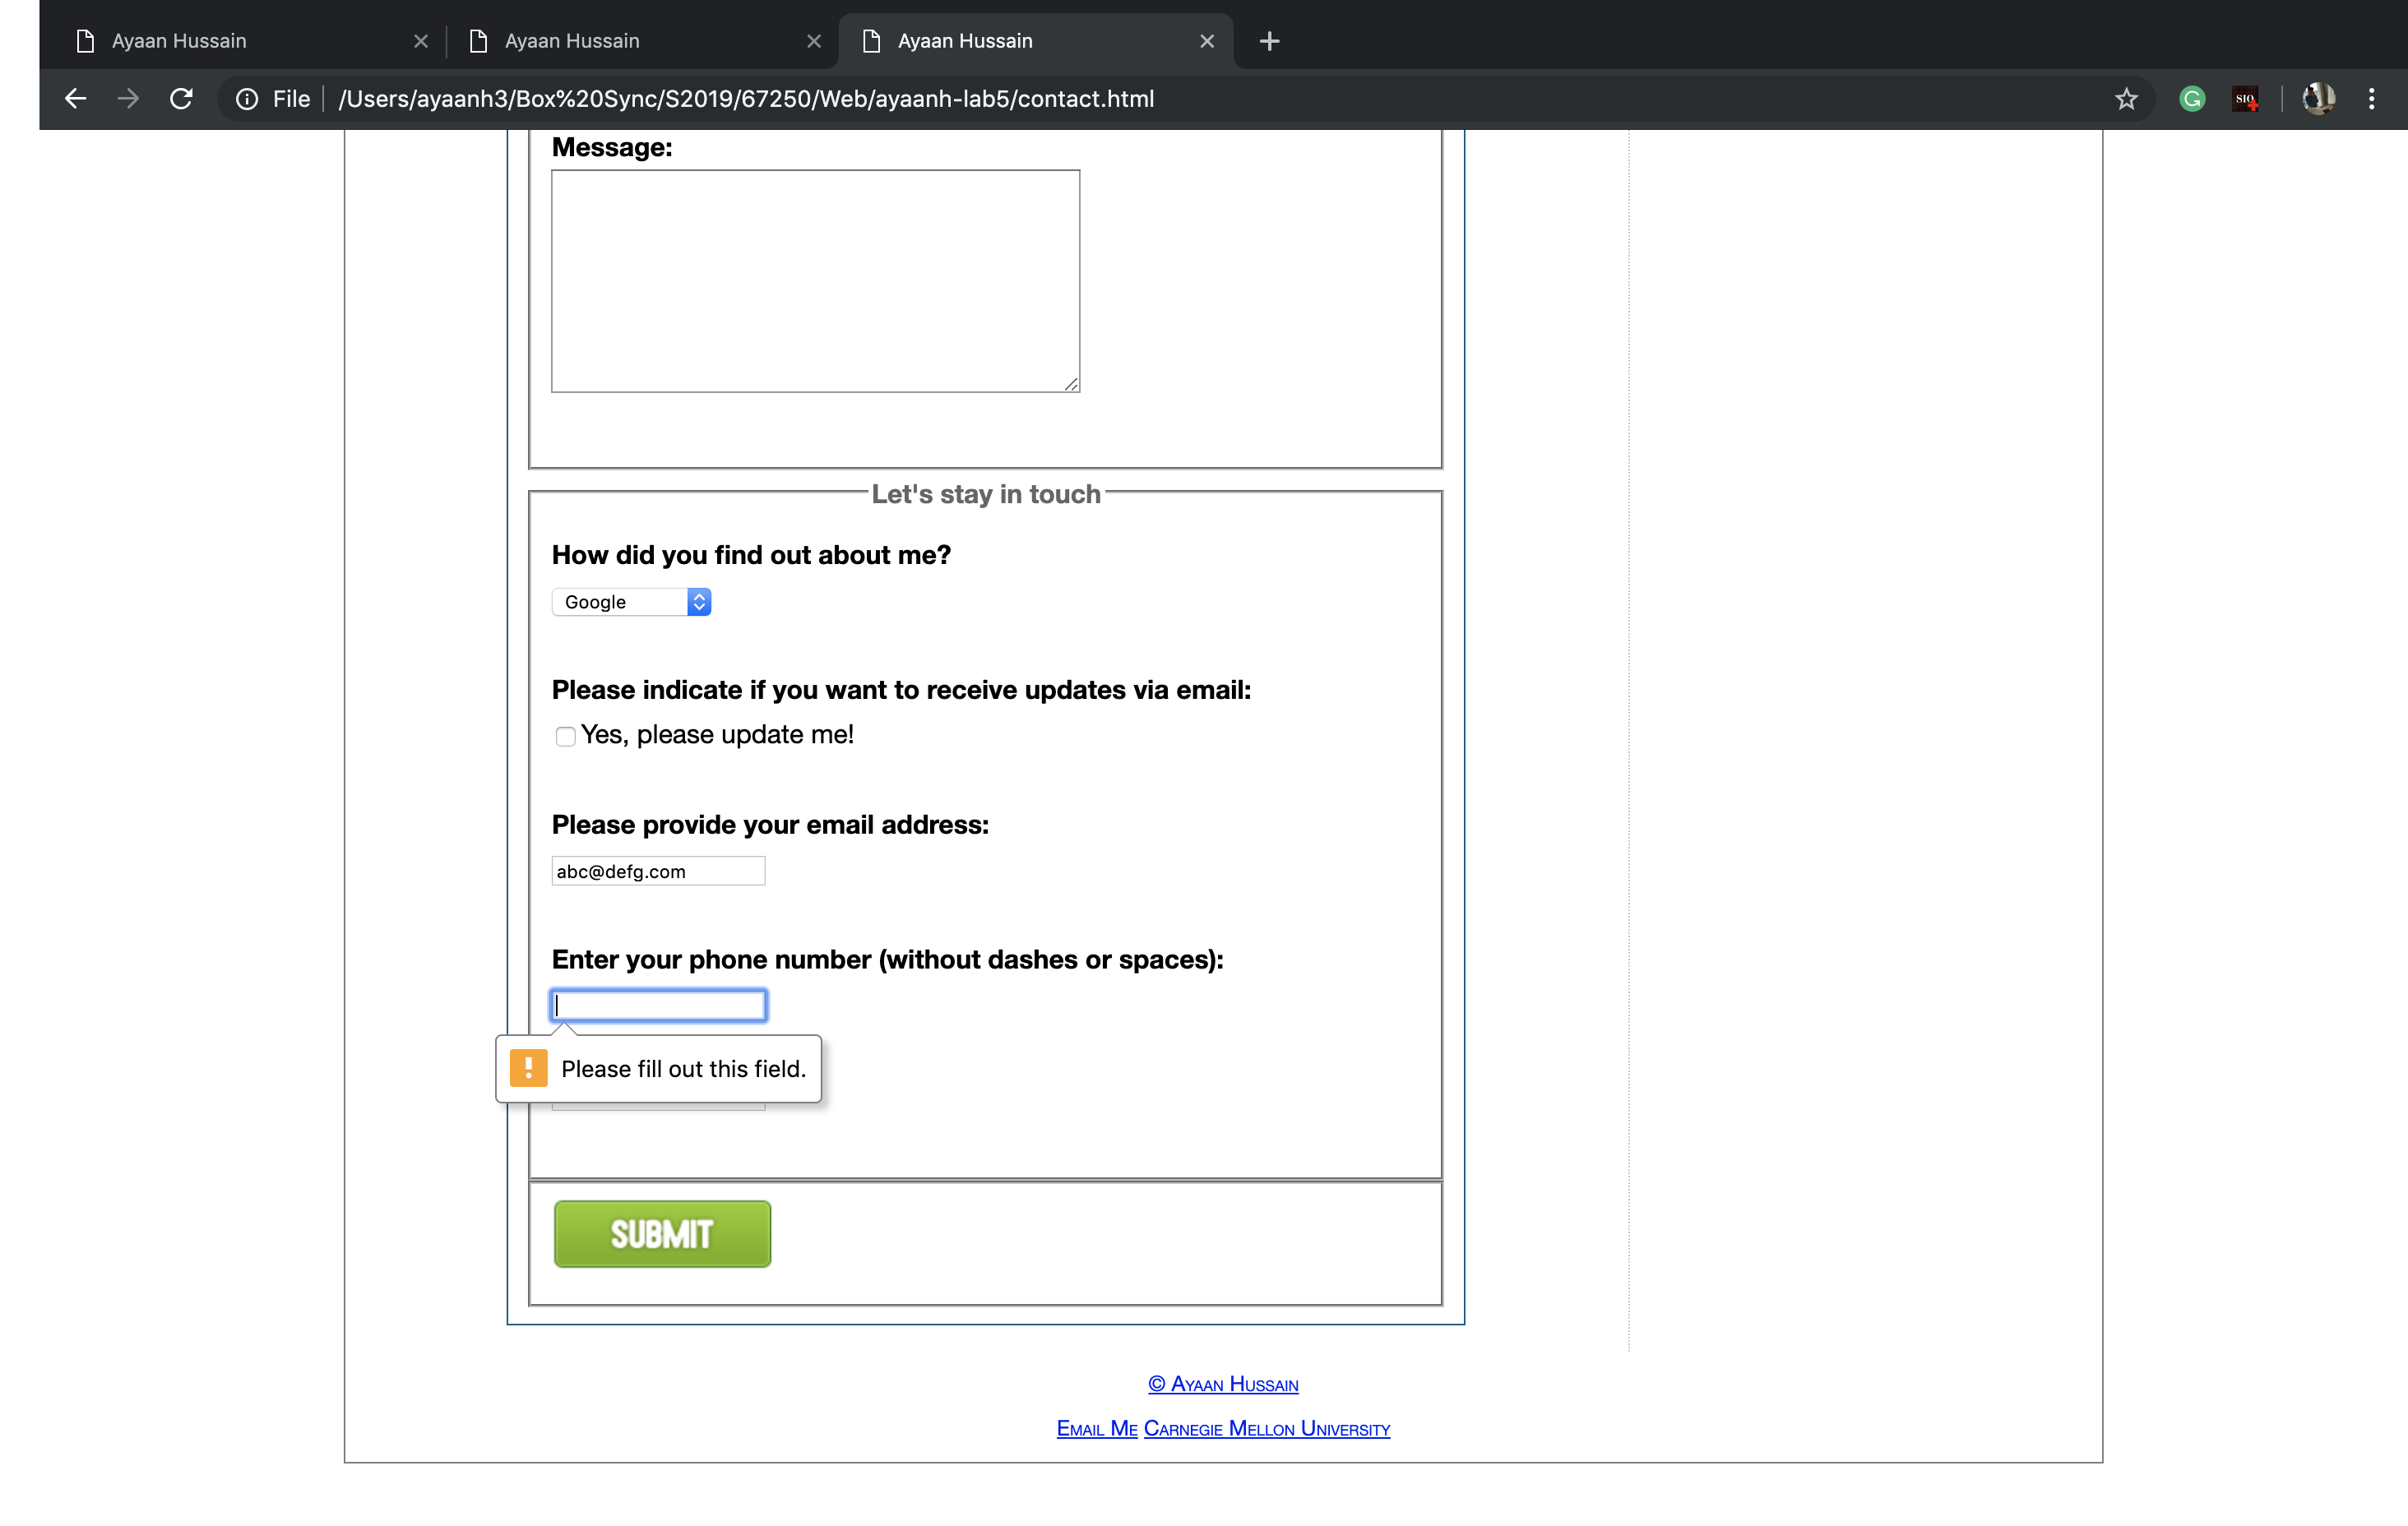 Ayaan Hussain
Ayaan Hussain
Ayaan Hussain
File /Users/ayaanh3/Box%20Sync/S2019/67250/Web/ayaanh-lab5/contact.html
SIO
Message:
Let's stay in touch
How did you find out about me?
Google
Please indicate if you want to receive updates via email:
Yes, please update me!
Please provide your email address:
abc@defg.com
Enter your phone number (without dashes or spaces):
! Please fill out this field.
SUBMIT
© Ayaan Hussain
Email Me Carnegie Mellon University